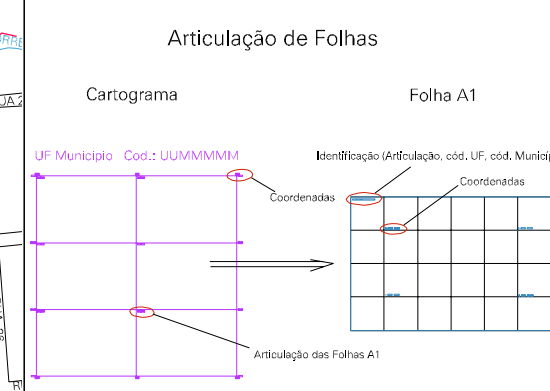 Articulação de Folhas
Cartograma
Folha A1
UF Municipio Cod.: UUMMMMM
Identificação (Articulação, cód. UF, cód. Municíp
Coordenadas
Coordenadas
Articulação das Folhas A1